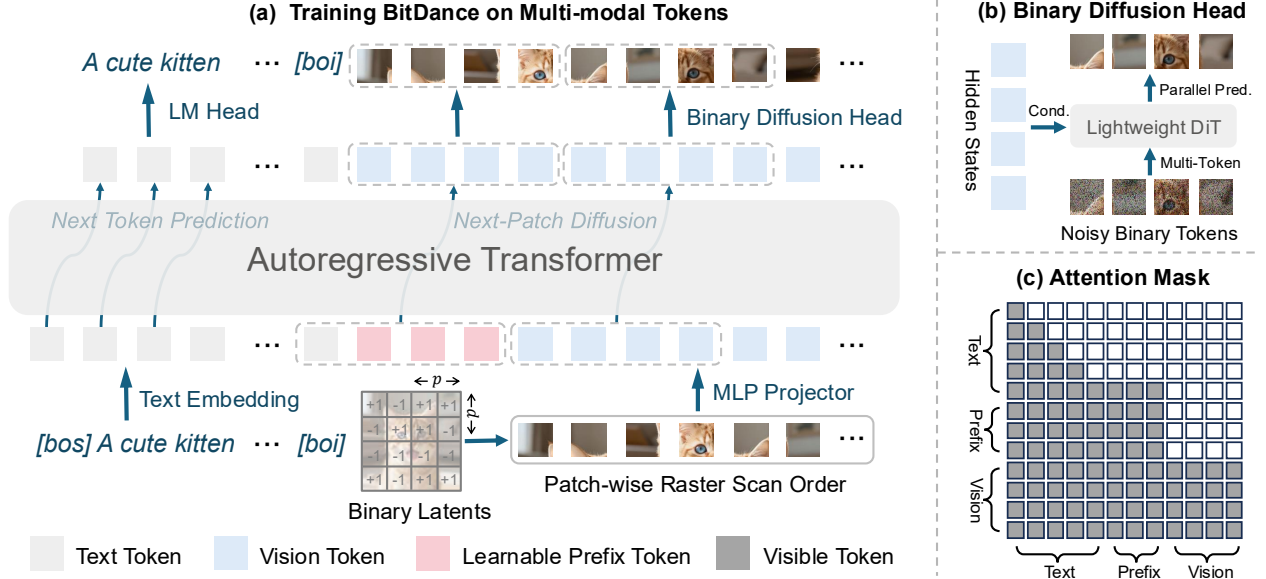 (a) Training BitDance on Multi-modal Tokens
A cute kitten ... [boi] ...
LM Head
Binary Diffusion Head
... ...
Next Token Prediction
Next-Patch Diffusion
Autoregressive Transformer
... ...
Text Embedding
MLP Projector
[bos] A cute kitten ... [boi]
p
p
+1 -1 +1 +1
-1 +1 +1 -1
-1 -1 -1 -1
+1 +1 -1 +1
...
Binary Latents
Patch-wise Raster Scan Order
Text Token
Vision Token
Learnable Prefix Token
Visible Token
(b) Binary Diffusion Head
Hidden States
Parallel Pred.
Cond.
Lightweight DiT
Multi-Token
Noisy Binary Tokens
(c) Attention Mask
Text
Prefix
Vision
Text
Prefix
Vision